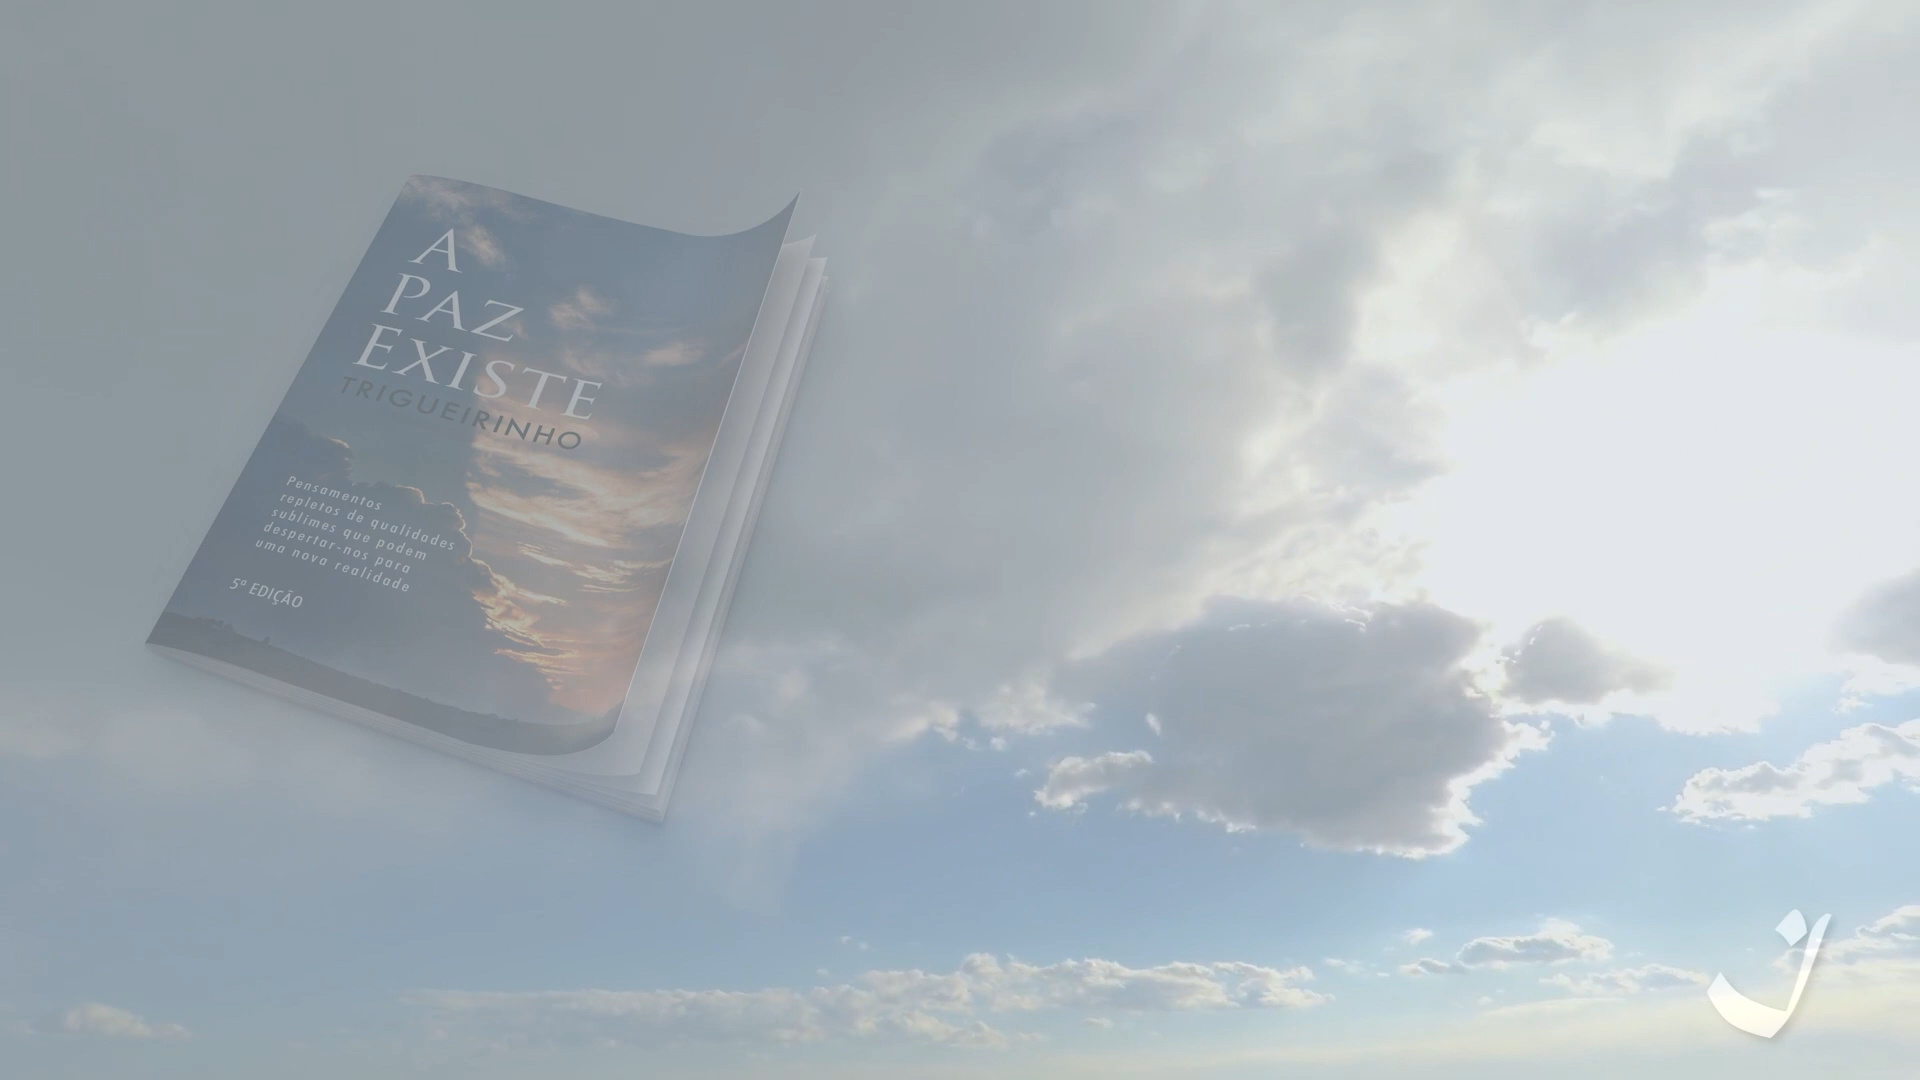 A
PAZ
EXISTE
TRIGUEIRINHO
Pensamentos
repletos de qualidades
sublimes que podem
despertar-nos para
uma nova realidade
5ª EDIÇÃO